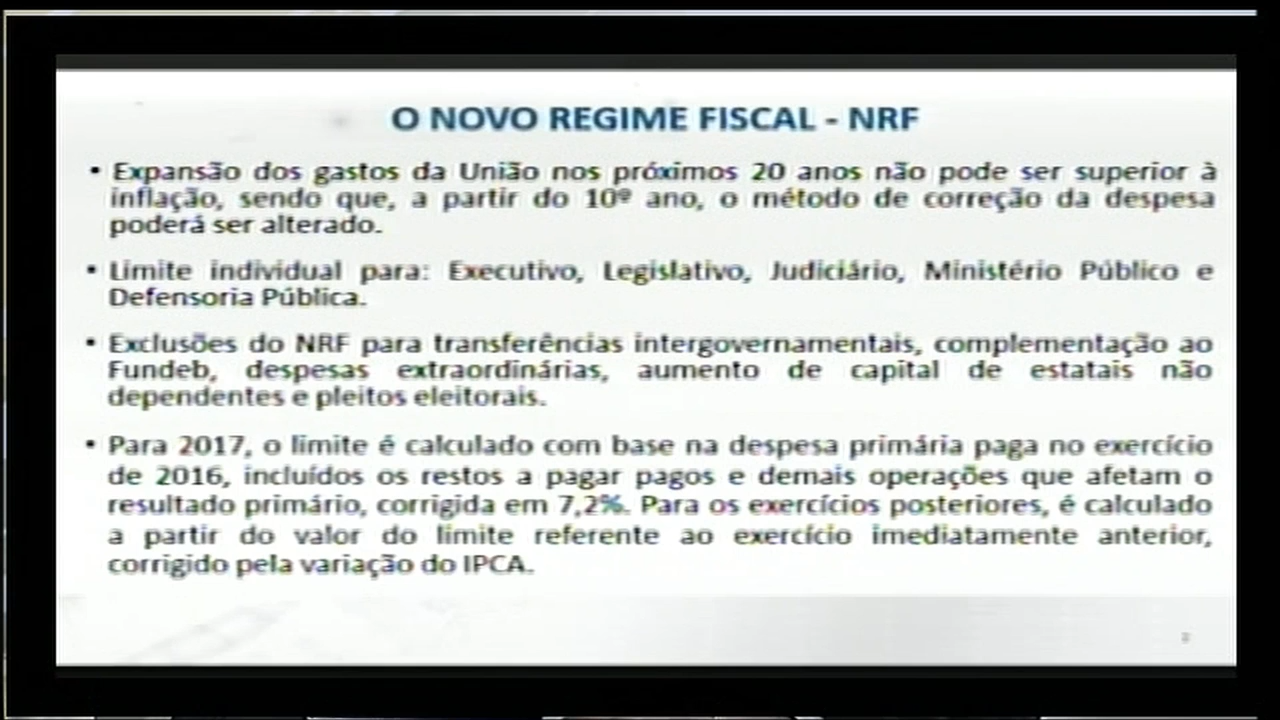 O NOVO REGIME FISCAL - NRF
• Expansão dos gastos da União nos próximos 20 anos não pode ser superior à
inflação, sendo que, a partir do 10º ano, o método de correção da despesa
poderá ser alterado.
• Limite individual para: Executivo, Legislativo, Judiciário, Ministério Público e
Defensoria Pública.
• Exclusões do NRF para transferências intergovernamentais, complementação ao
Fundeb, despesas extraordinárias, aumento de capital de estatais não
dependentes e pleitos eleitorais.
• Para 2017, o limite é calculado com base na despesa primária paga no exercício
de 2016, incluídos os restos a pagar pagos e demais operações que afetam o
resultado primário, corrigida em 7,2%. Para os exercícios posteriores, é calculado
a partir do valor do limite referente ao exercício imediatamente anterior,
corrigido pela variação do IPCA.